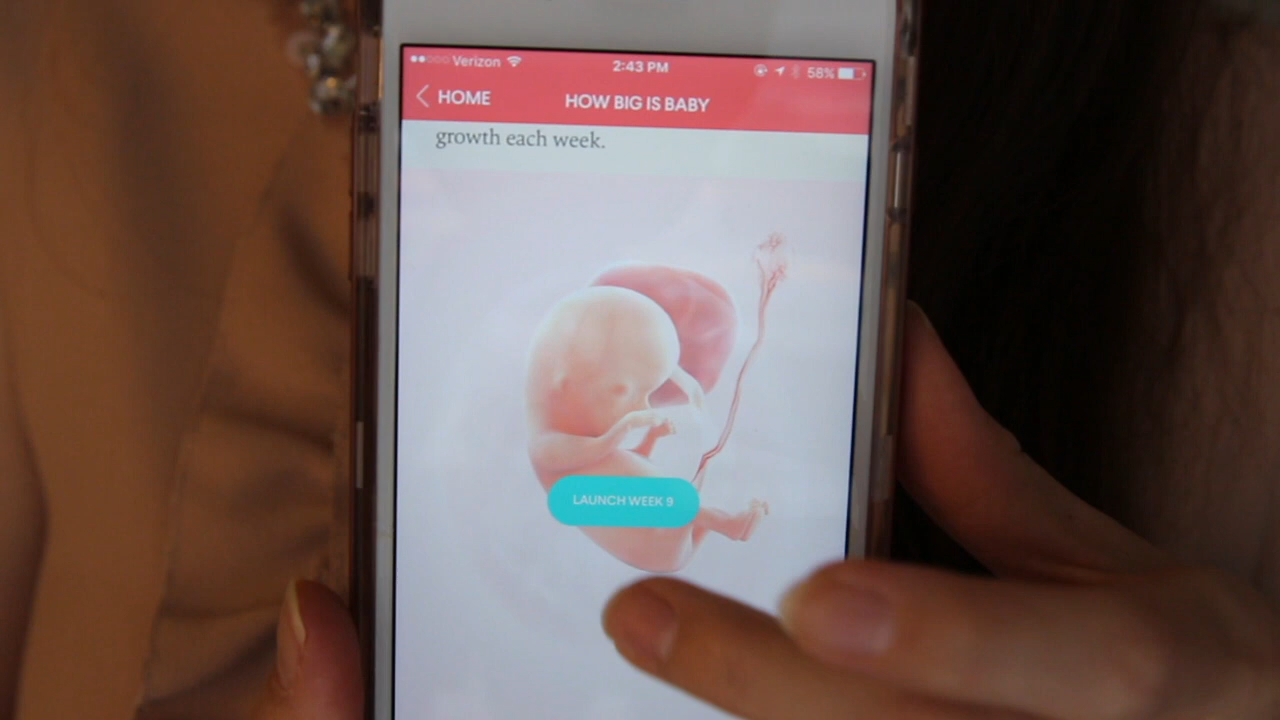 Verizon 2:43 PM 58%
HOME HOW BIG IS BABY
growth each week.
LAUNCH WEEK 9